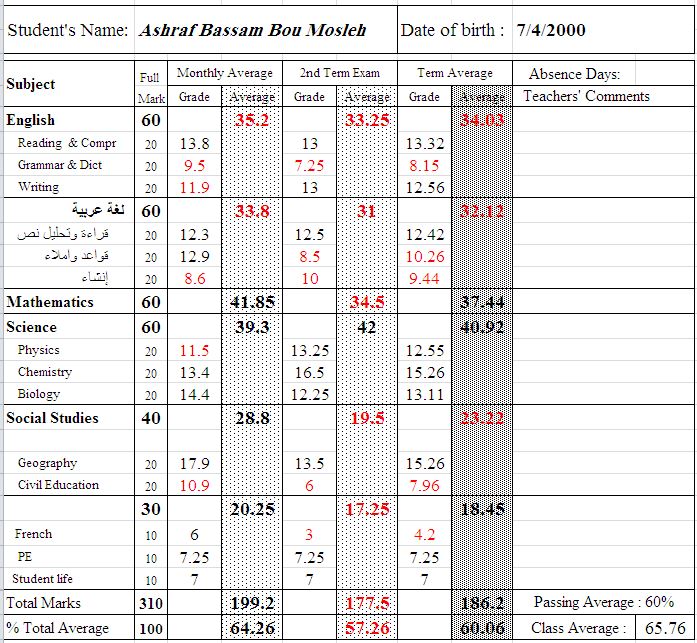 Student's Name: Ashraf Bassam Bou Mosleh Date of birth : 7/4/2000
Subject Full Mark Monthly Average 2nd Term Exam Term Average Absence Days:
Grade Average Grade Average Grade Average Teachers' Comments
English 60 35.2 33.25 34.03
Reading & Compr 20 13.8 13 13.32
Grammar & Dict 20 9.5 7.25 8.15
Writing 20 11.9 13 12.56
لغة عربية 60 33.8 31 32.12
قراءة وتحليل نص 20 12.3 12.5 12.42
قواعد واملاء 20 12.9 8.5 10.26
إنشاء 20 8.6 10 9.44
Mathematics 60 41.85 34.5 37.44
Science 60 39.3 42 40.92
Physics 20 11.5 13.25 12.55
Chemistry 20 13.4 16.5 15.26
Biology 20 14.4 12.25 13.11
Social Studies 40 28.8 19.5 23.22
Geography 20 17.9 13.5 15.26
Civil Education 20 10.9 6 7.96
30 20.25 17.25 18.45
French 10 6 3 4.2
PE 10 7.25 7.25 7.25
Student life 10 7 7 7
Total Marks 310 199.2 177.5 186.2 Passing Average : 60%
% Total Average 100 64.26 57.26 60.06 Class Average : 65.76